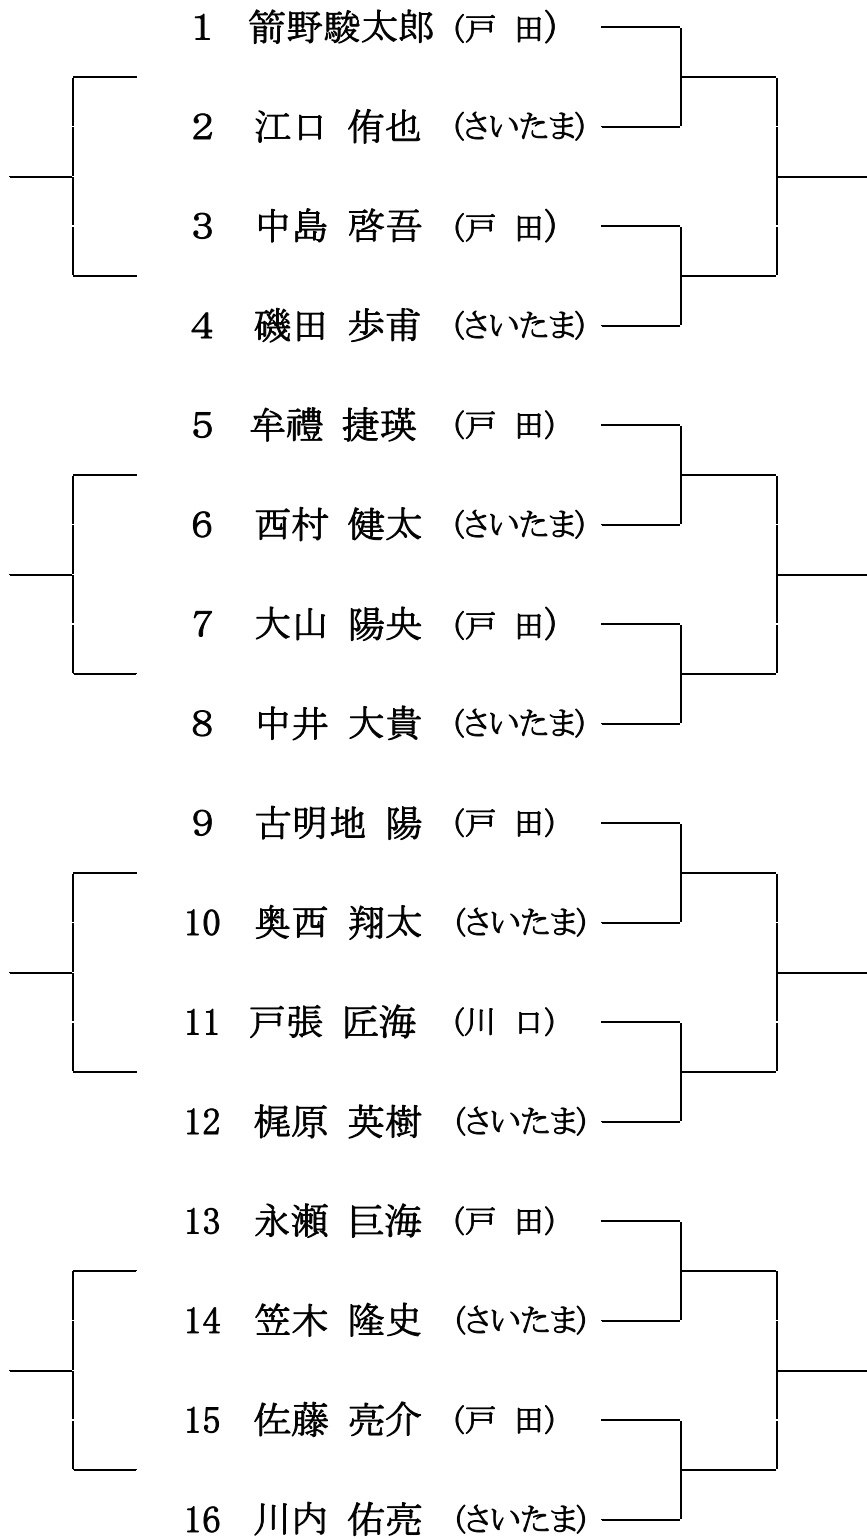 1 箭野駿太郎 (戸 田)
2 江口 侑也 (さいたま)
3 中島 啓吾 (戸 田)
4 磯田 歩甫 (さいたま)
5 牟禮 捷瑛 (戸 田)
6 西村 健太 (さいたま)
7 大山 陽央 (戸 田)
8 中井 大貴 (さいたま)
9 古明地 陽 (戸 田)
10 奥西 翔太 (さいたま)
11 戸張 匠海 (川 口)
12 梶原 英樹 (さいたま)
13 永瀬 巨海 (戸 田)
14 笠木 隆史 (さいたま)
15 佐藤 亮介 (戸 田)
16 川内 佑亮 (さいたま)